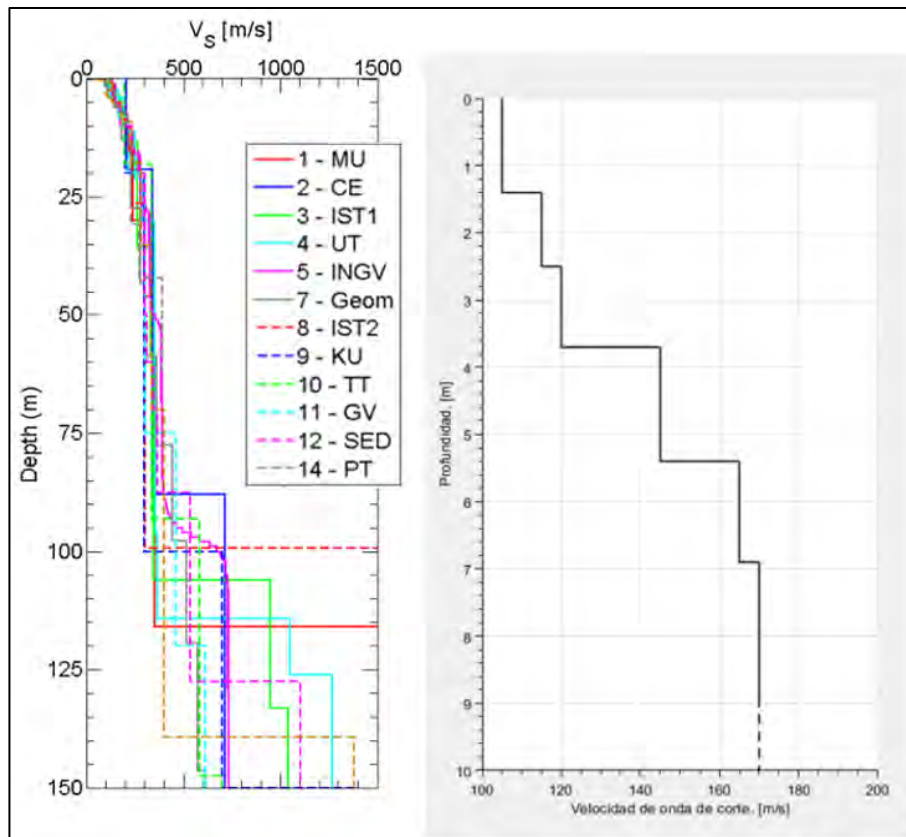 V_S [m/s]
0 500 1000 1500
0
25
50
75
100
125
150
Depth (m)
1 - MU
2 - CE
3 - IST1
4 - UT
5 - INGV
7 - Geom
8 - IST2
9 - KU
10 - TT
11 - GV
12 - SED
14 - PT
0
1
2
3
4
5
6
7
8
9
10
Profundidad. [m]
100 120 140 160 180 200
Velocidad de onda de corte. [m/s]